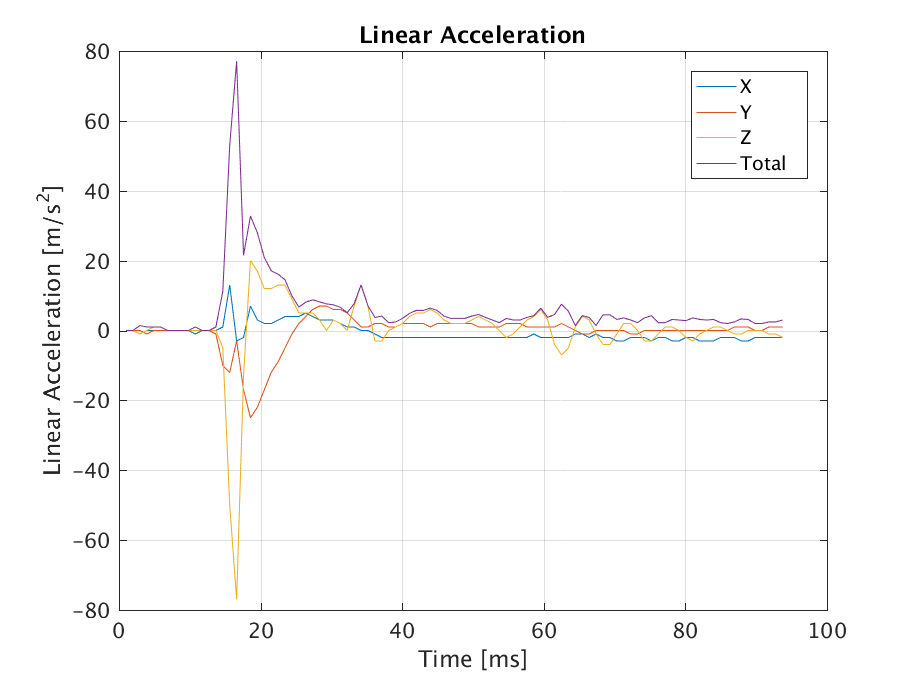 Linear Acceleration
80
60
40
20
0
-20
-40
-60
-80
Linear Acceleration [m/s²]
0 20 40 60 80 100
Time [ms]
X
Y
Z
Total